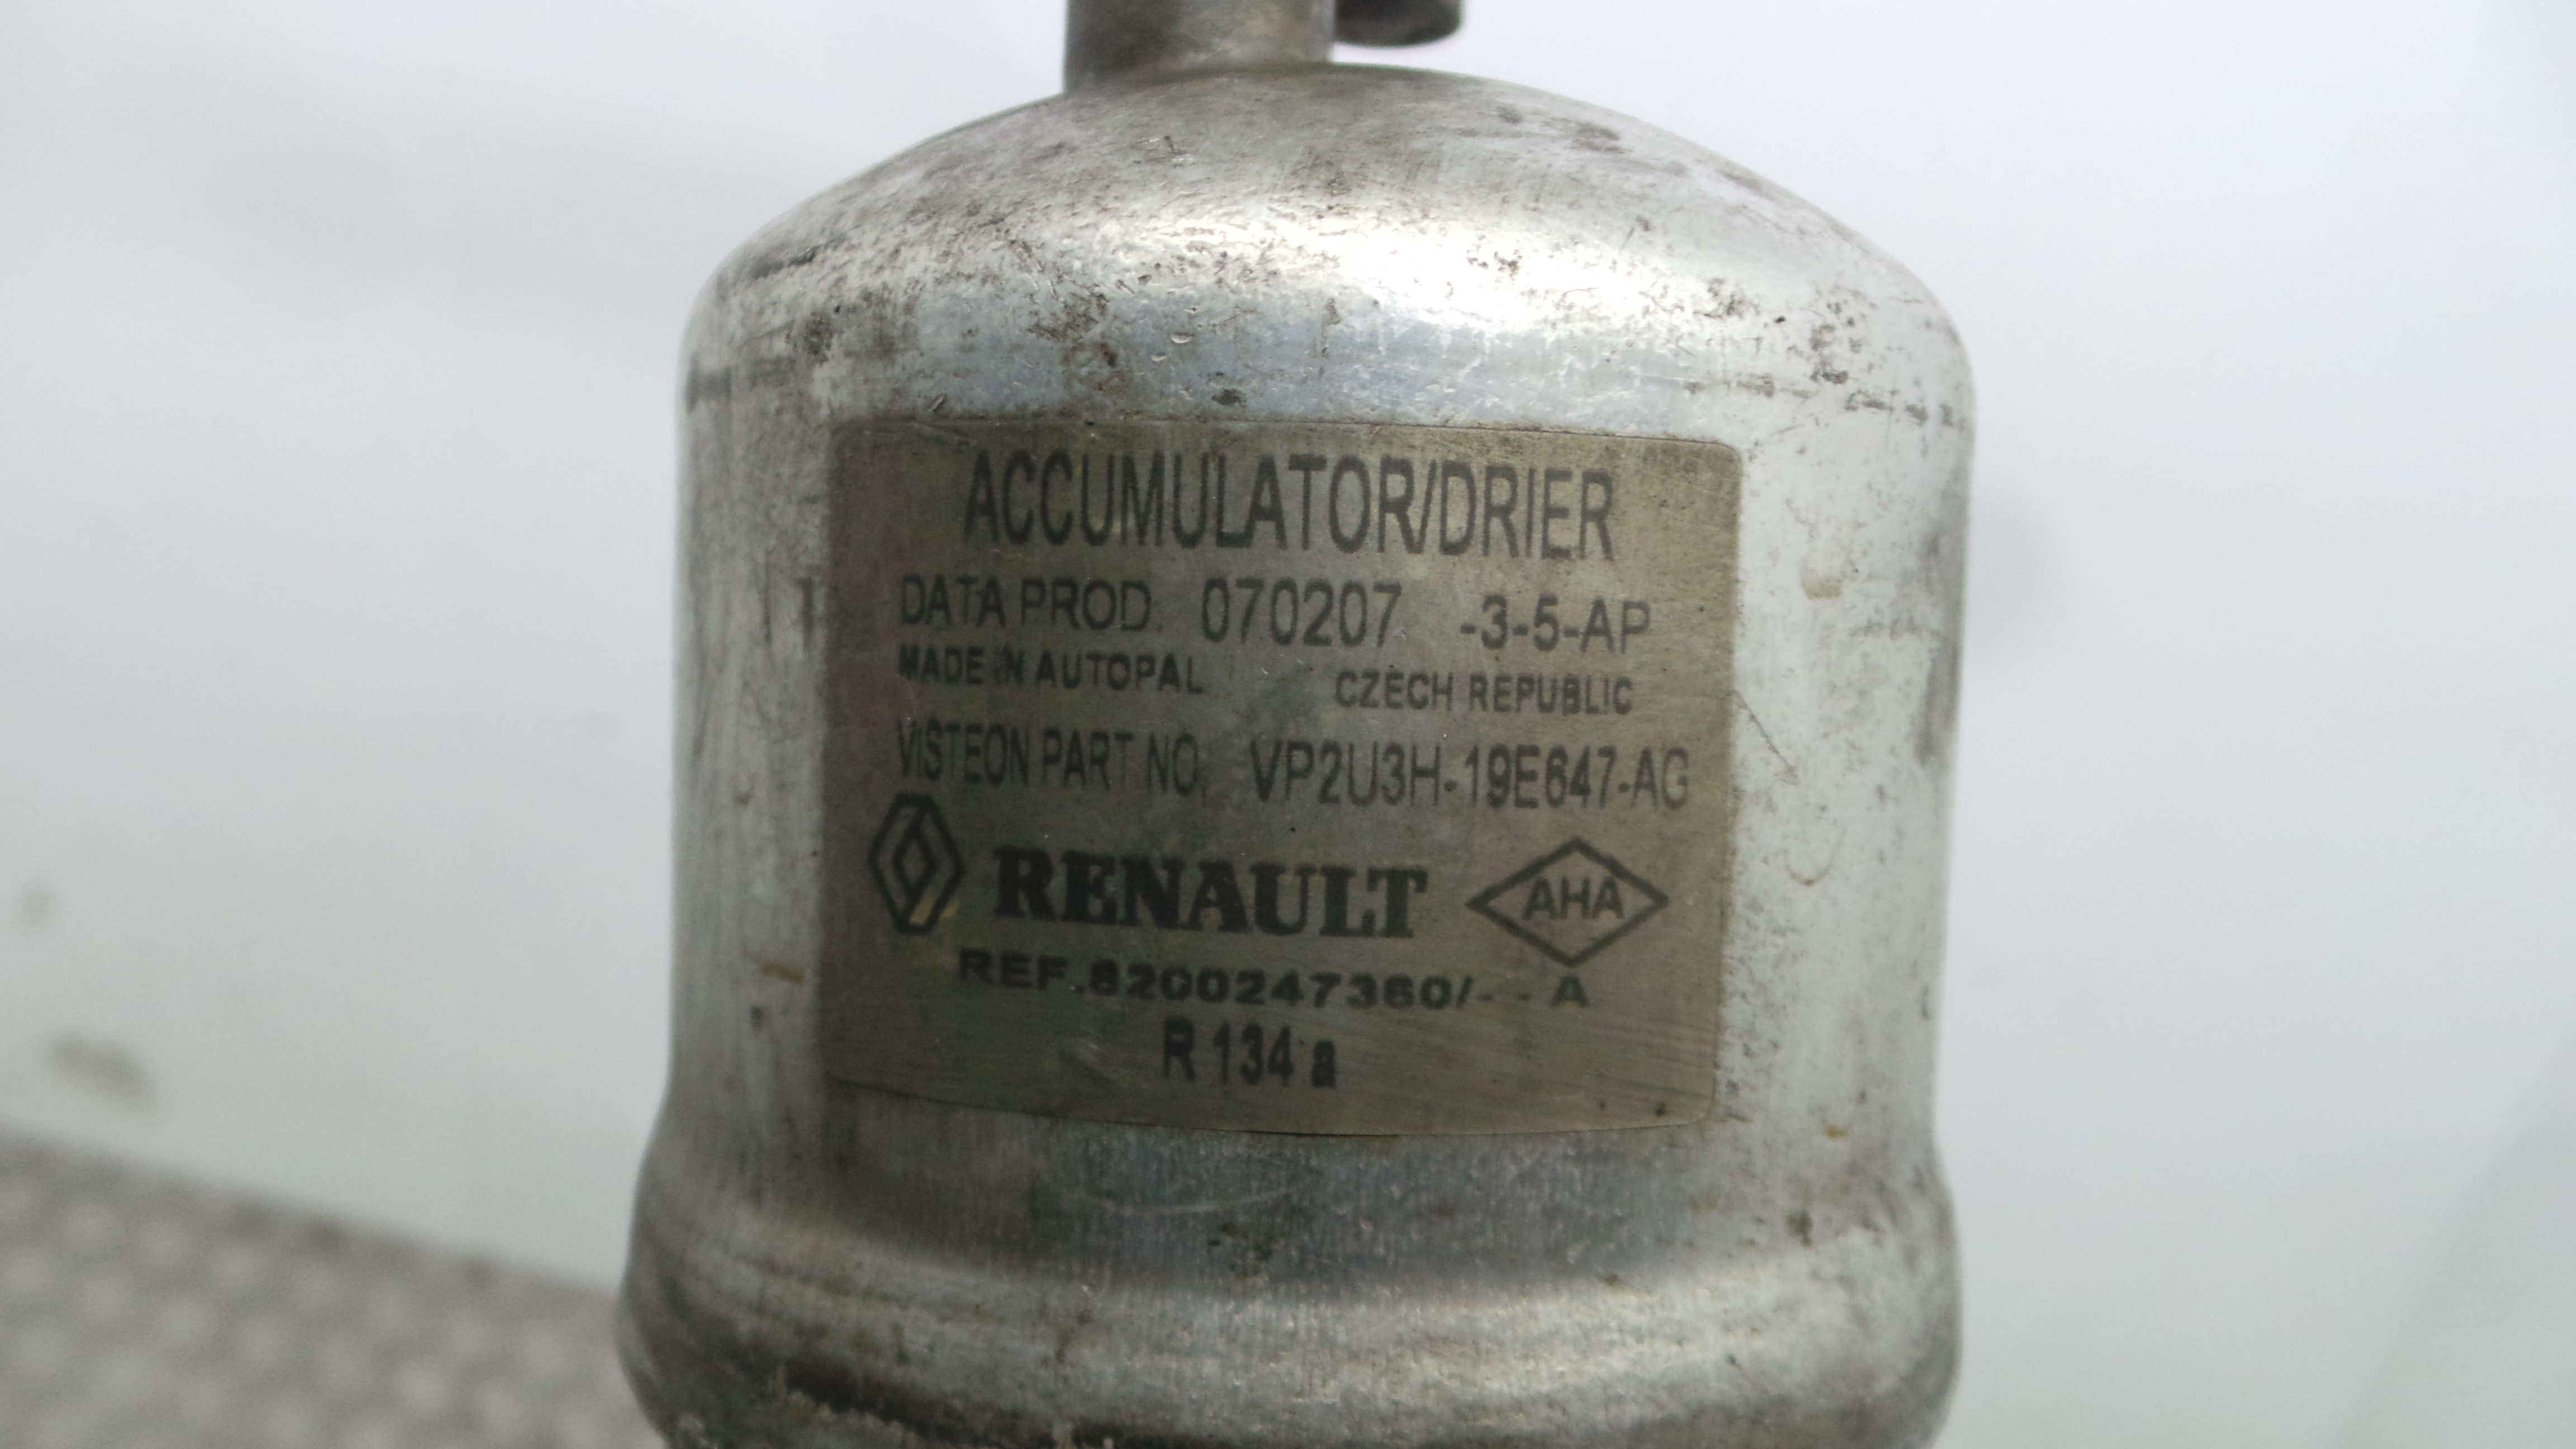 ACCUMULATOR/DRIER
DATA PROD. 070207 -3-5-AP
MADE IN AUTOPAL CZECH REPUBLIC
VISTEON PART NO. VP2U3H-19E647-AG
RENAULT AHA
REF.8200247360/- - A
R 134 a